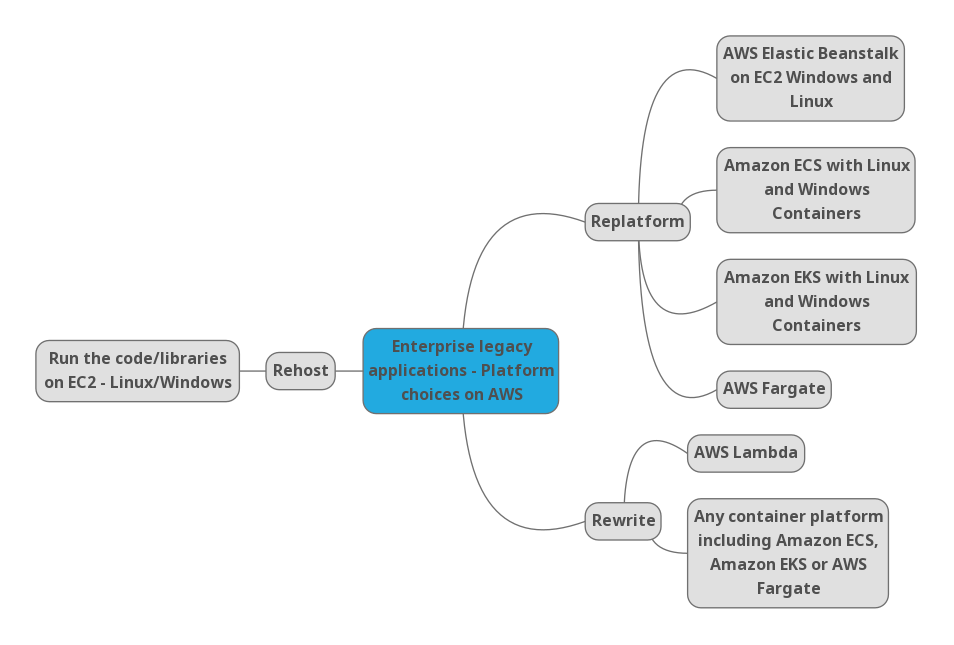 AWS Elastic Beanstalk
on EC2 Windows and
Linux
Amazon ECS with Linux
and Windows
Containers
Replatform
Amazon EKS with Linux
and Windows
Containers
Enterprise legacy
applications - Platform
choices on AWS
Run the code/libraries
on EC2 - Linux/Windows
Rehost
AWS Fargate
AWS Lambda
Rewrite
Any container platform
including Amazon ECS,
Amazon EKS or AWS
Fargate